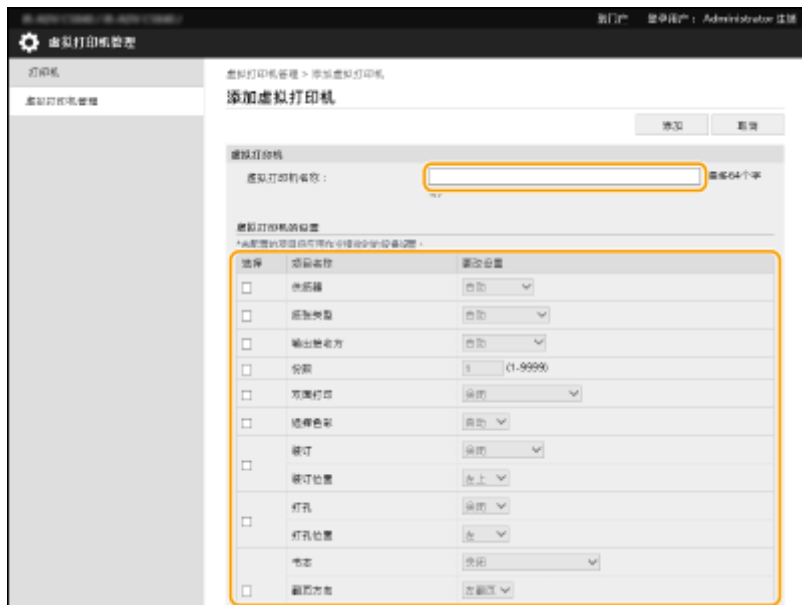 到门户 登录用户： Administrator 注销
虚拟打印机管理
打印机
虚拟打印机管理
虚拟打印机管理 > 添加虚拟打印机
添加虚拟打印机
添加 取消
虚拟打印机
虚拟打印机名称： 最多64个字
符)
虚拟打印机的设置
选择 项目名称 更改设置
供纸器 自动
纸张类型 自动
输出接收方 自动
份数 1 (1-9999)
双面打印 关闭
选择色彩 自动
装订 关闭
装订位置 左上
打孔 关闭
打孔位置 左
书志 关闭
翻页方向 左翻页